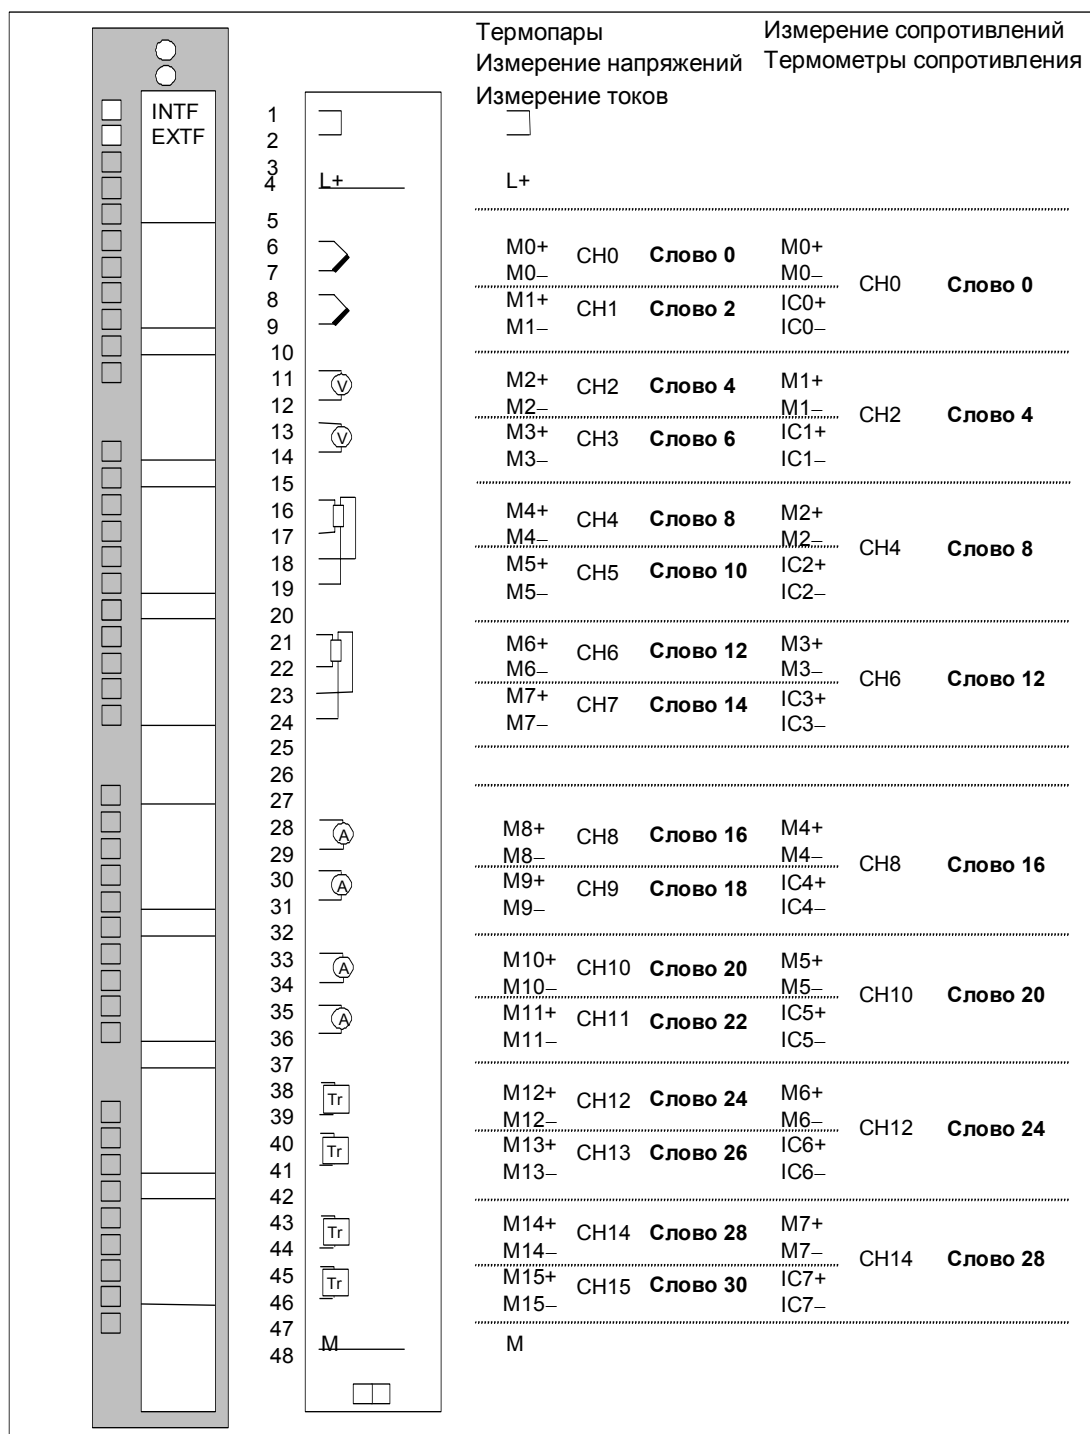 Термопары Измерение сопротивлений
Измерение напряжений Термометры сопротивления
Измерение токов
INTF
EXTF
1
2
3
4 L+ L+
5
6 M0+ CH0 Слово 0 M0+
7 M0– M0–
CH0 Слово 0
8 M1+ CH1 Слово 2 IC0+
9 M1– IC0–
10
11 V M2+ CH2 Слово 4 M1+
12 M2– M1–
CH2 Слово 4
13 V M3+ CH3 Слово 6 IC1+
14 M3– IC1–
15
16 M4+ CH4 Слово 8 M2+
17 M4– M2–
CH4 Слово 8
18 M5+ CH5 Слово 10 IC2+
19 M5– IC2–
20
21 M6+ CH6 Слово 12 M3+
22 M6– M3–
CH6 Слово 12
23 M7+ CH7 Слово 14 IC3+
24 M7– IC3–
25
26
27
28 A M8+ CH8 Слово 16 M4+
29 M8– M4–
CH8 Слово 16
30 A M9+ CH9 Слово 18 IC4+
31 M9– IC4–
32
33 A M10+ CH10 Слово 20 M5+
34 M10– M5–
CH10 Слово 20
35 A M11+ CH11 Слово 22 IC5+
36 M11– IC5–
37
38 Tr M12+ CH12 Слово 24 M6+
39 M12– M6–
CH12 Слово 24
40 Tr M13+ CH13 Слово 26 IC6+
41 M13– IC6–
42
43 Tr M14+ CH14 Слово 28 M7+
44 M14– M7–
CH14 Слово 28
45 Tr M15+ CH15 Слово 30 IC7+
46 M15– IC7–
47
48 M M